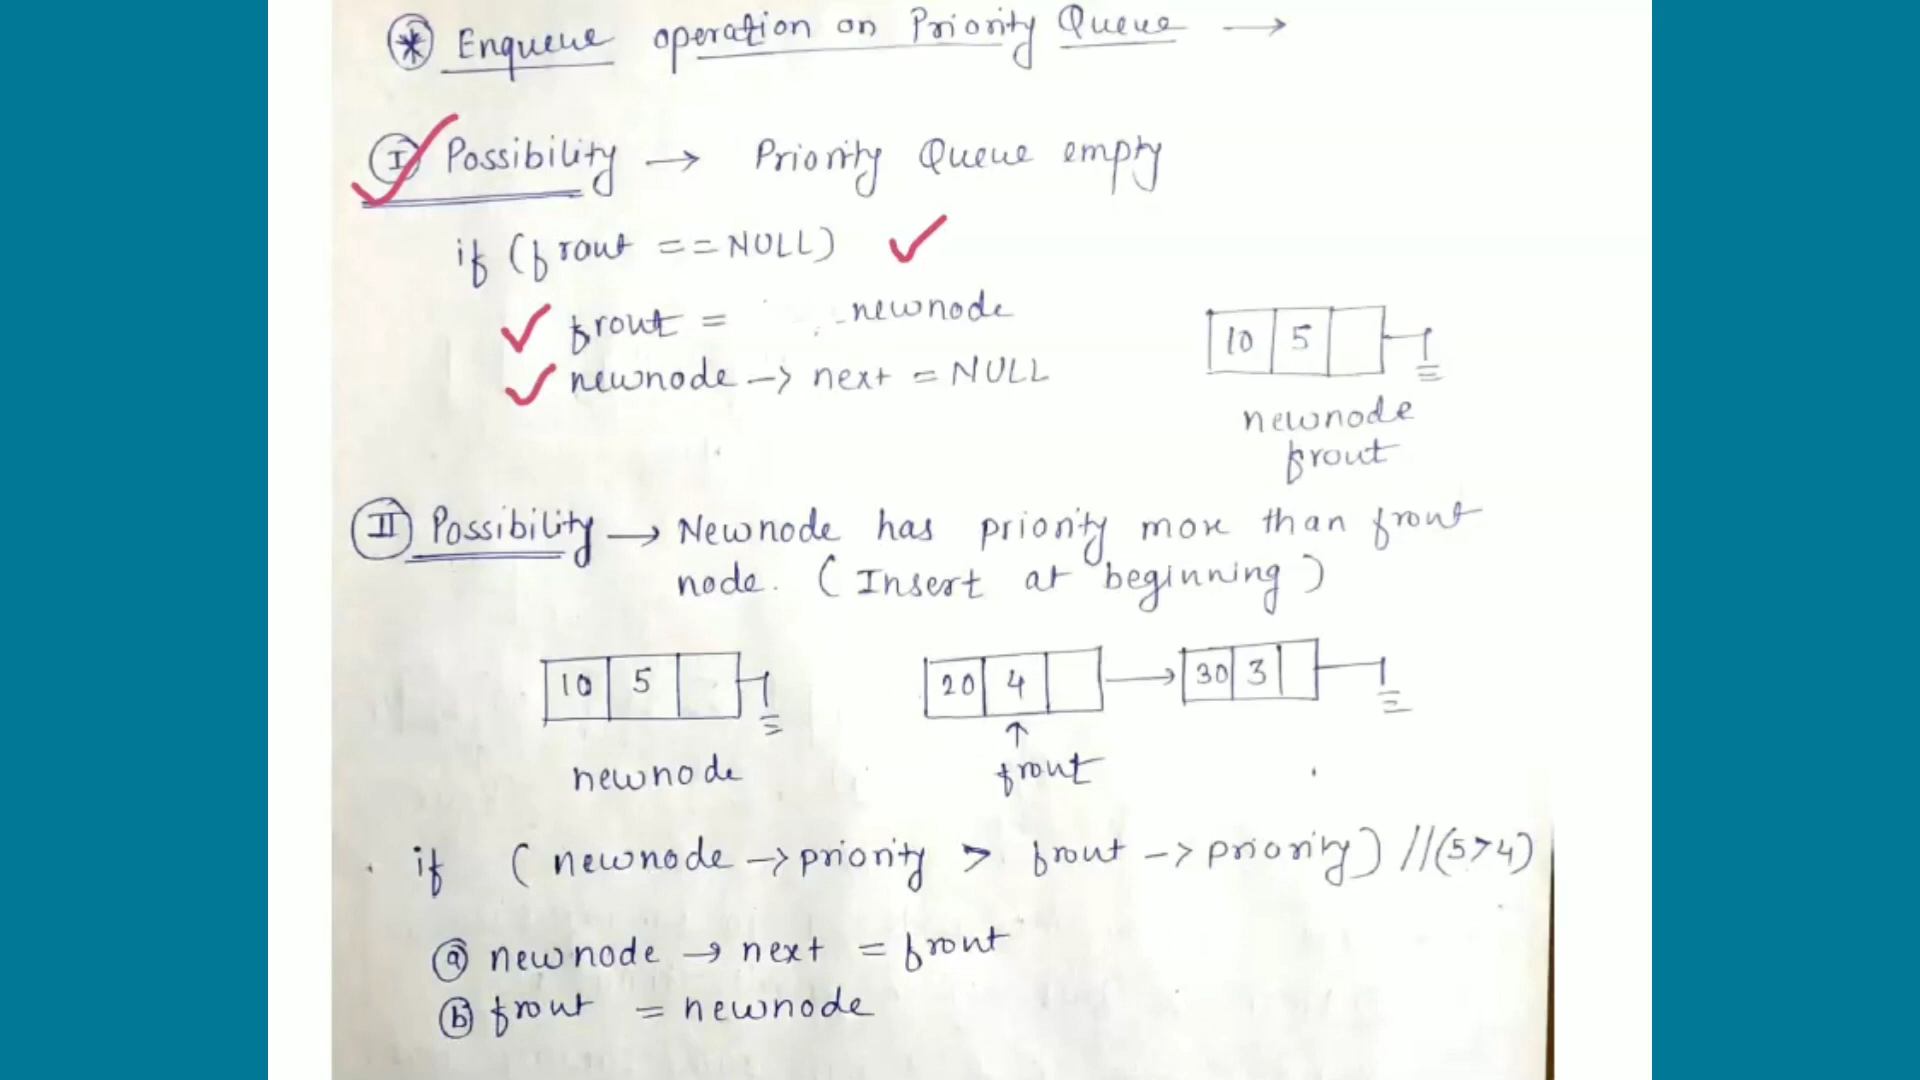 * Enqueue operation on Priority Queue →
I Possibility → Priority Queue empty
if (front == NULL)
front = newnode
newnode -> next = NULL
10 5
newnode
front
II Possibility → Newnode has priority more than front
node. (Insert at beginning)
10 5
20 4 → 30 3
newnode
↑
front
if (newnode -> priority > front -> priority) //(5>4)
a newnode → next = front
b front = newnode